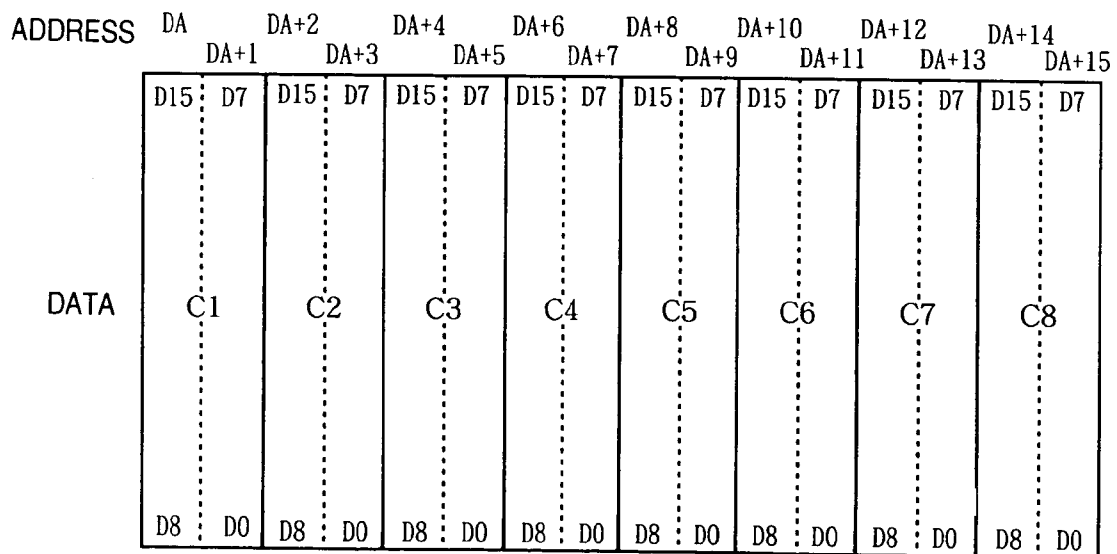 ADDRESS DA DA+2 DA+4 DA+6 DA+8 DA+10 DA+12 DA+14
DA+1 DA+3 DA+5 DA+7 DA+9 DA+11 DA+13 DA+15
D15 D7 D15 D7 D15 D7 D15 D7 D15 D7 D15 D7 D15 D7 D15 D7
DATA C1 C2 C3 C4 C5 C6 C7 C8
D8 D0 D8 D0 D8 D0 D8 D0 D8 D0 D8 D0 D8 D0 D8 D0